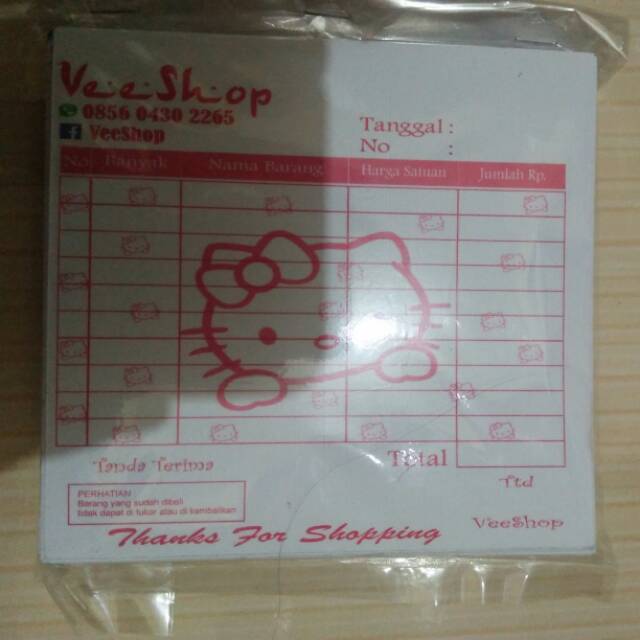 VeeShop
0856 0430 2265
VeeShop
Tanggal :
No :
No Banyak Nama Barang Harga Satuan Jumlah Rp.
Tanda Terima
Total
Ttd
PERHATIAN
Barang yang sudah dibeli
tidak dapat di tukar atau di kembalikan
VeeShop
Thanks For Shopping